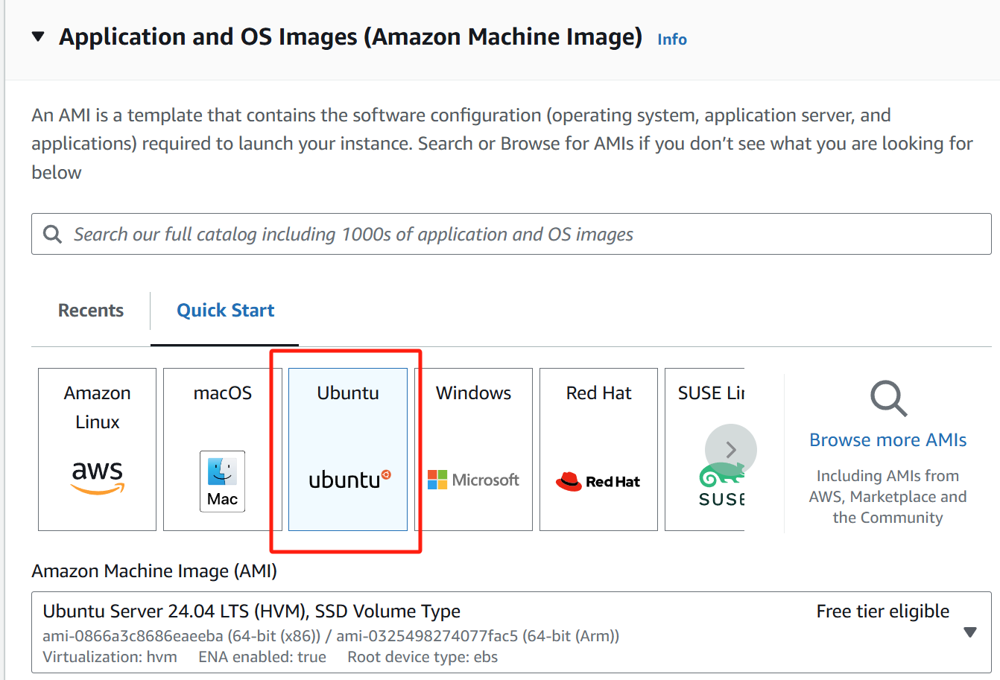 Application and OS Images (Amazon Machine Image) Info
An AMI is a template that contains the software configuration (operating system, application server, and
applications) required to launch your instance. Search or Browse for AMIs if you don’t see what you are looking for
below
Search our full catalog including 1000s of application and OS images
Recents
Quick Start
Amazon
Linux
aws
macOS
Mac
Ubuntu
ubuntu
Windows
Microsoft
Red Hat
Red Hat
SUSE Lin
SUSE
Browse more AMIs
Including AMIs from
AWS, Marketplace and
the Community
Amazon Machine Image (AMI)
Ubuntu Server 24.04 LTS (HVM), SSD Volume Type
Free tier eligible
ami-0866a3c8686eaeeba (64-bit (x86)) / ami-0325498274077fac5 (64-bit (Arm))
Virtualization: hvm ENA enabled: true Root device type: ebs